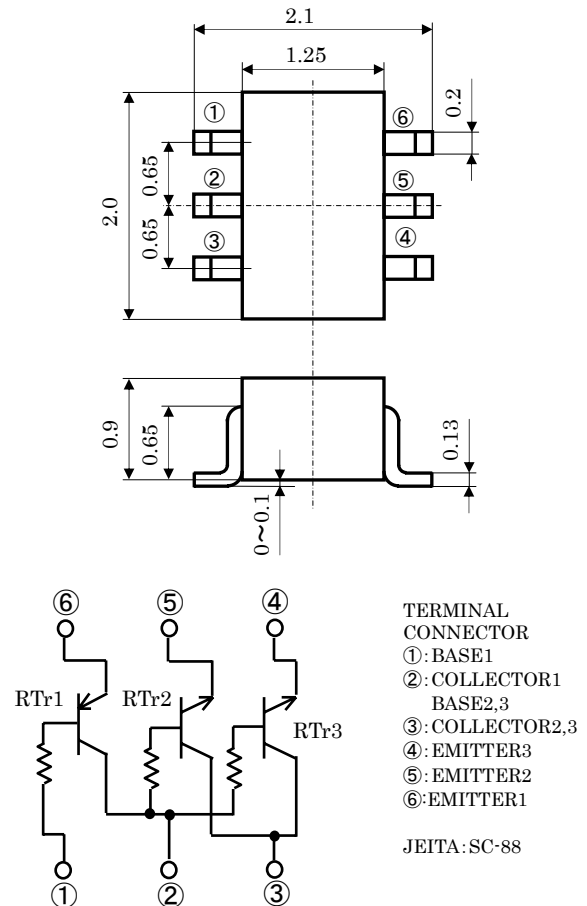 2.1
1.25
①
⑥
0.2
0.65
②
⑤
2.0
0.65
③
④
0.9
0.65
0.13
0~0.1
⑥
⑤
④
RTr1
RTr2
RTr3
①
②
③
TERMINAL
CONNECTOR
①:BASE1
②:COLLECTOR1
BASE2,3
③:COLLECTOR2,3
④:EMITTER3
⑤:EMITTER2
⑥:EMITTER1
JEITA:SC-88